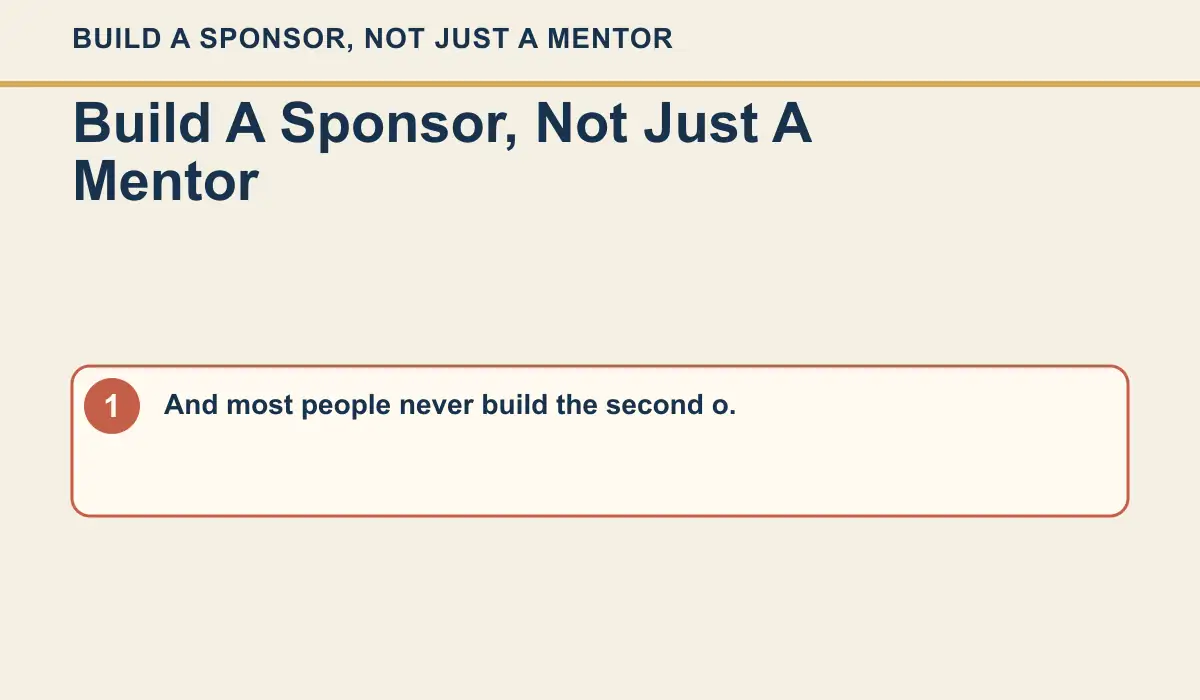 BUILD A SPONSOR, NOT JUST A MENTOR
Build A Sponsor, Not Just A
Mentor
1
And most people never build the second o.